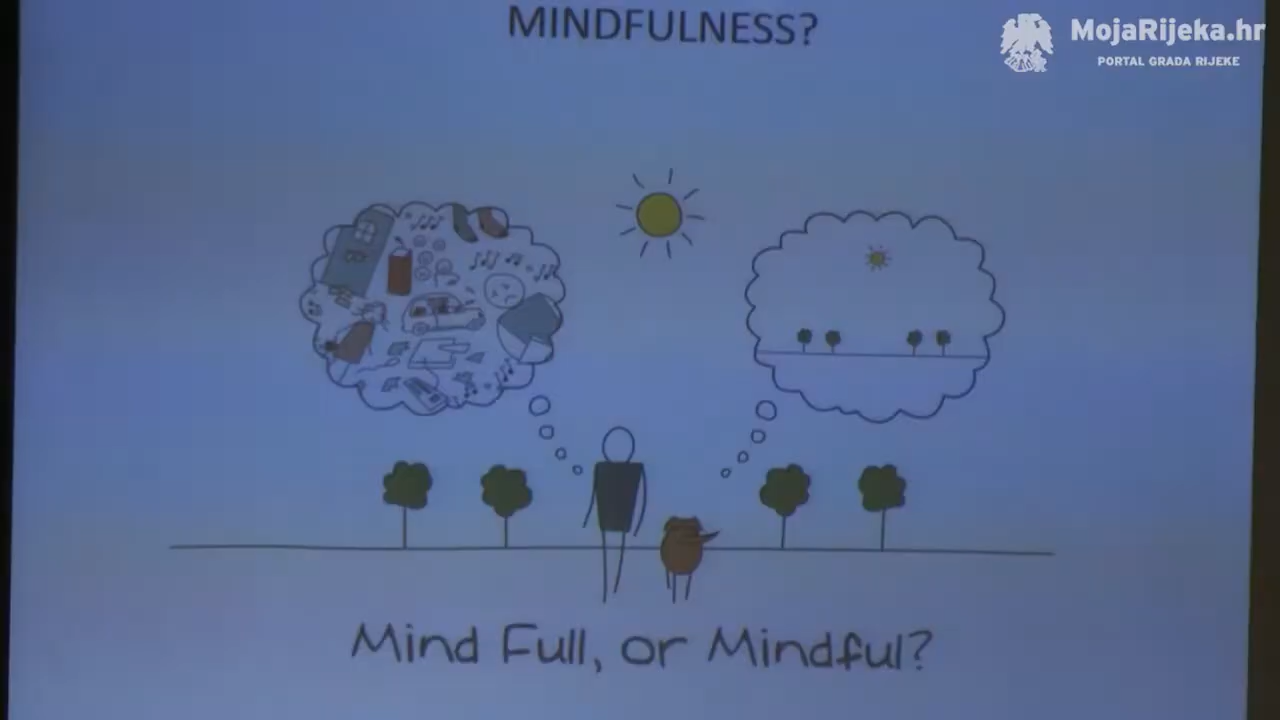 MINDFULNESS?
MojaRijeka.hr
PORTAL GRADA RIJEKE
Mind Full, or Mindful?